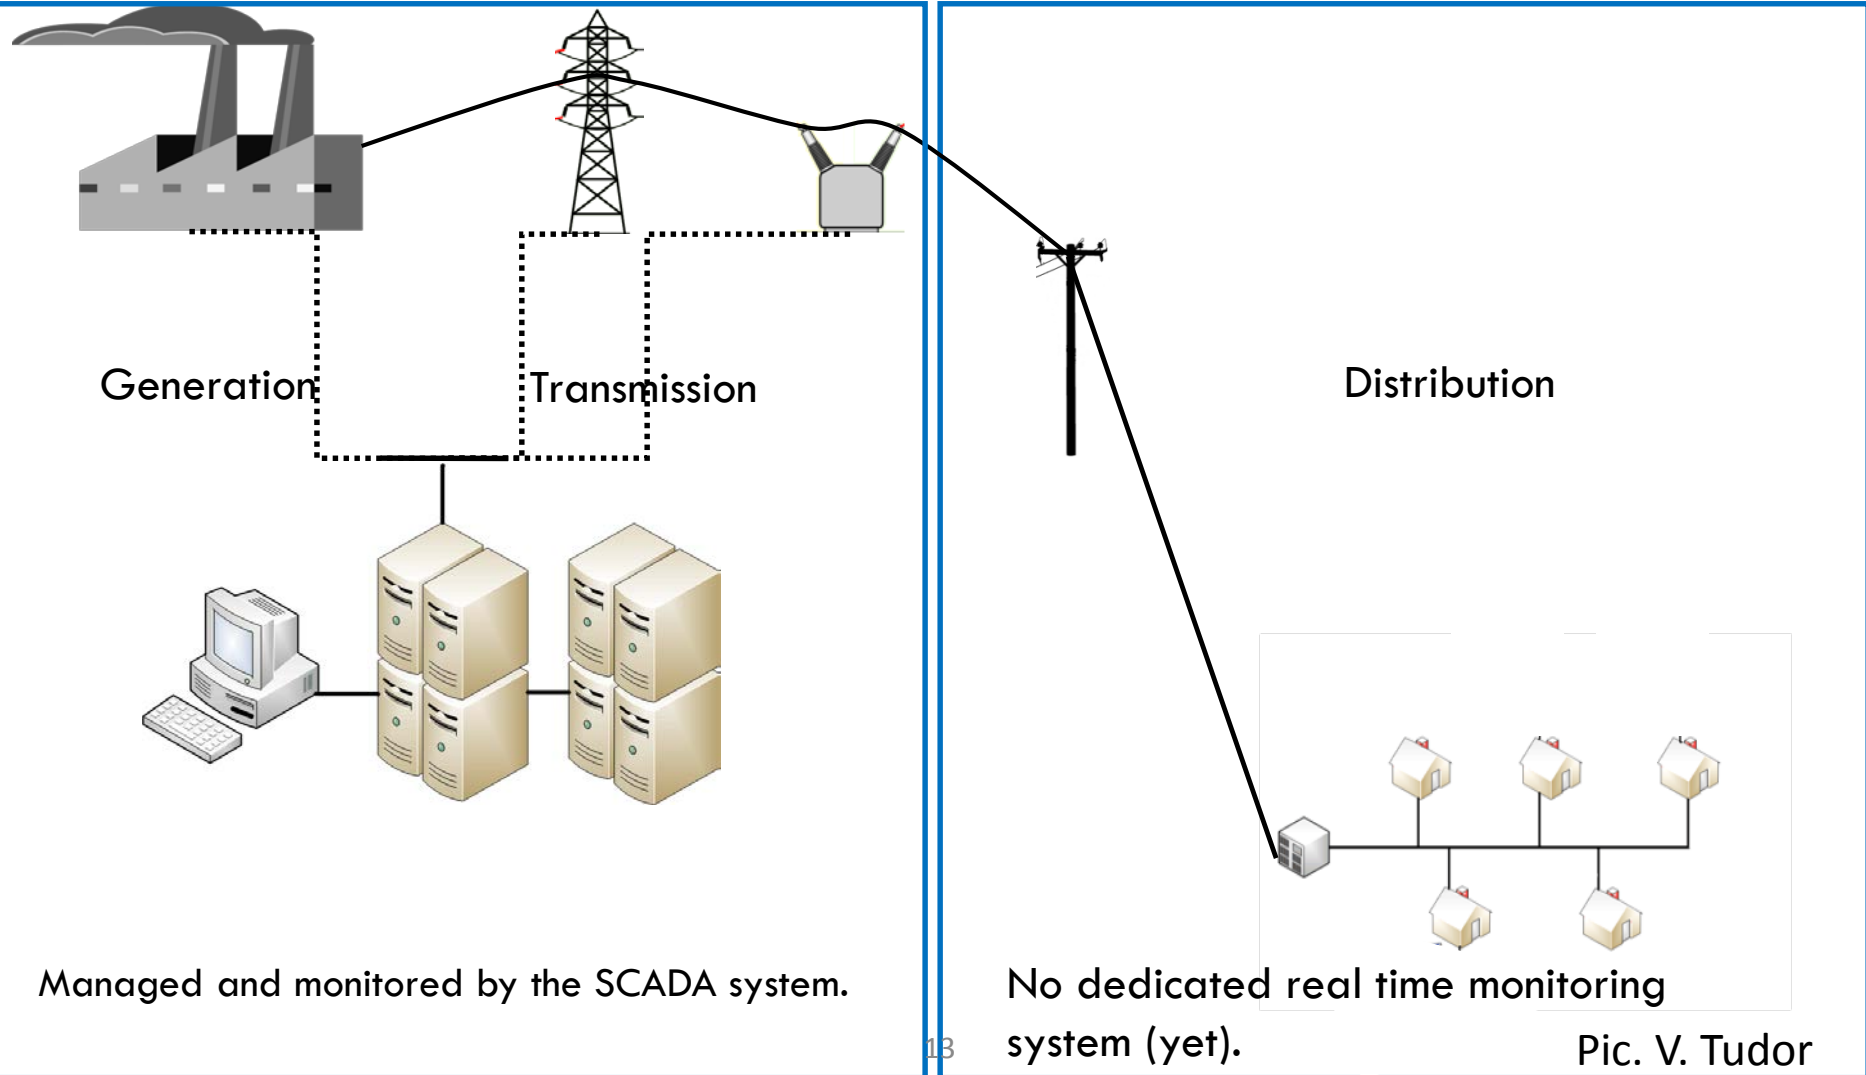 Generation
Transmission
Distribution
Managed and monitored by the SCADA system.
No dedicated real time monitoring
system (yet).
13
Pic. V. Tudor